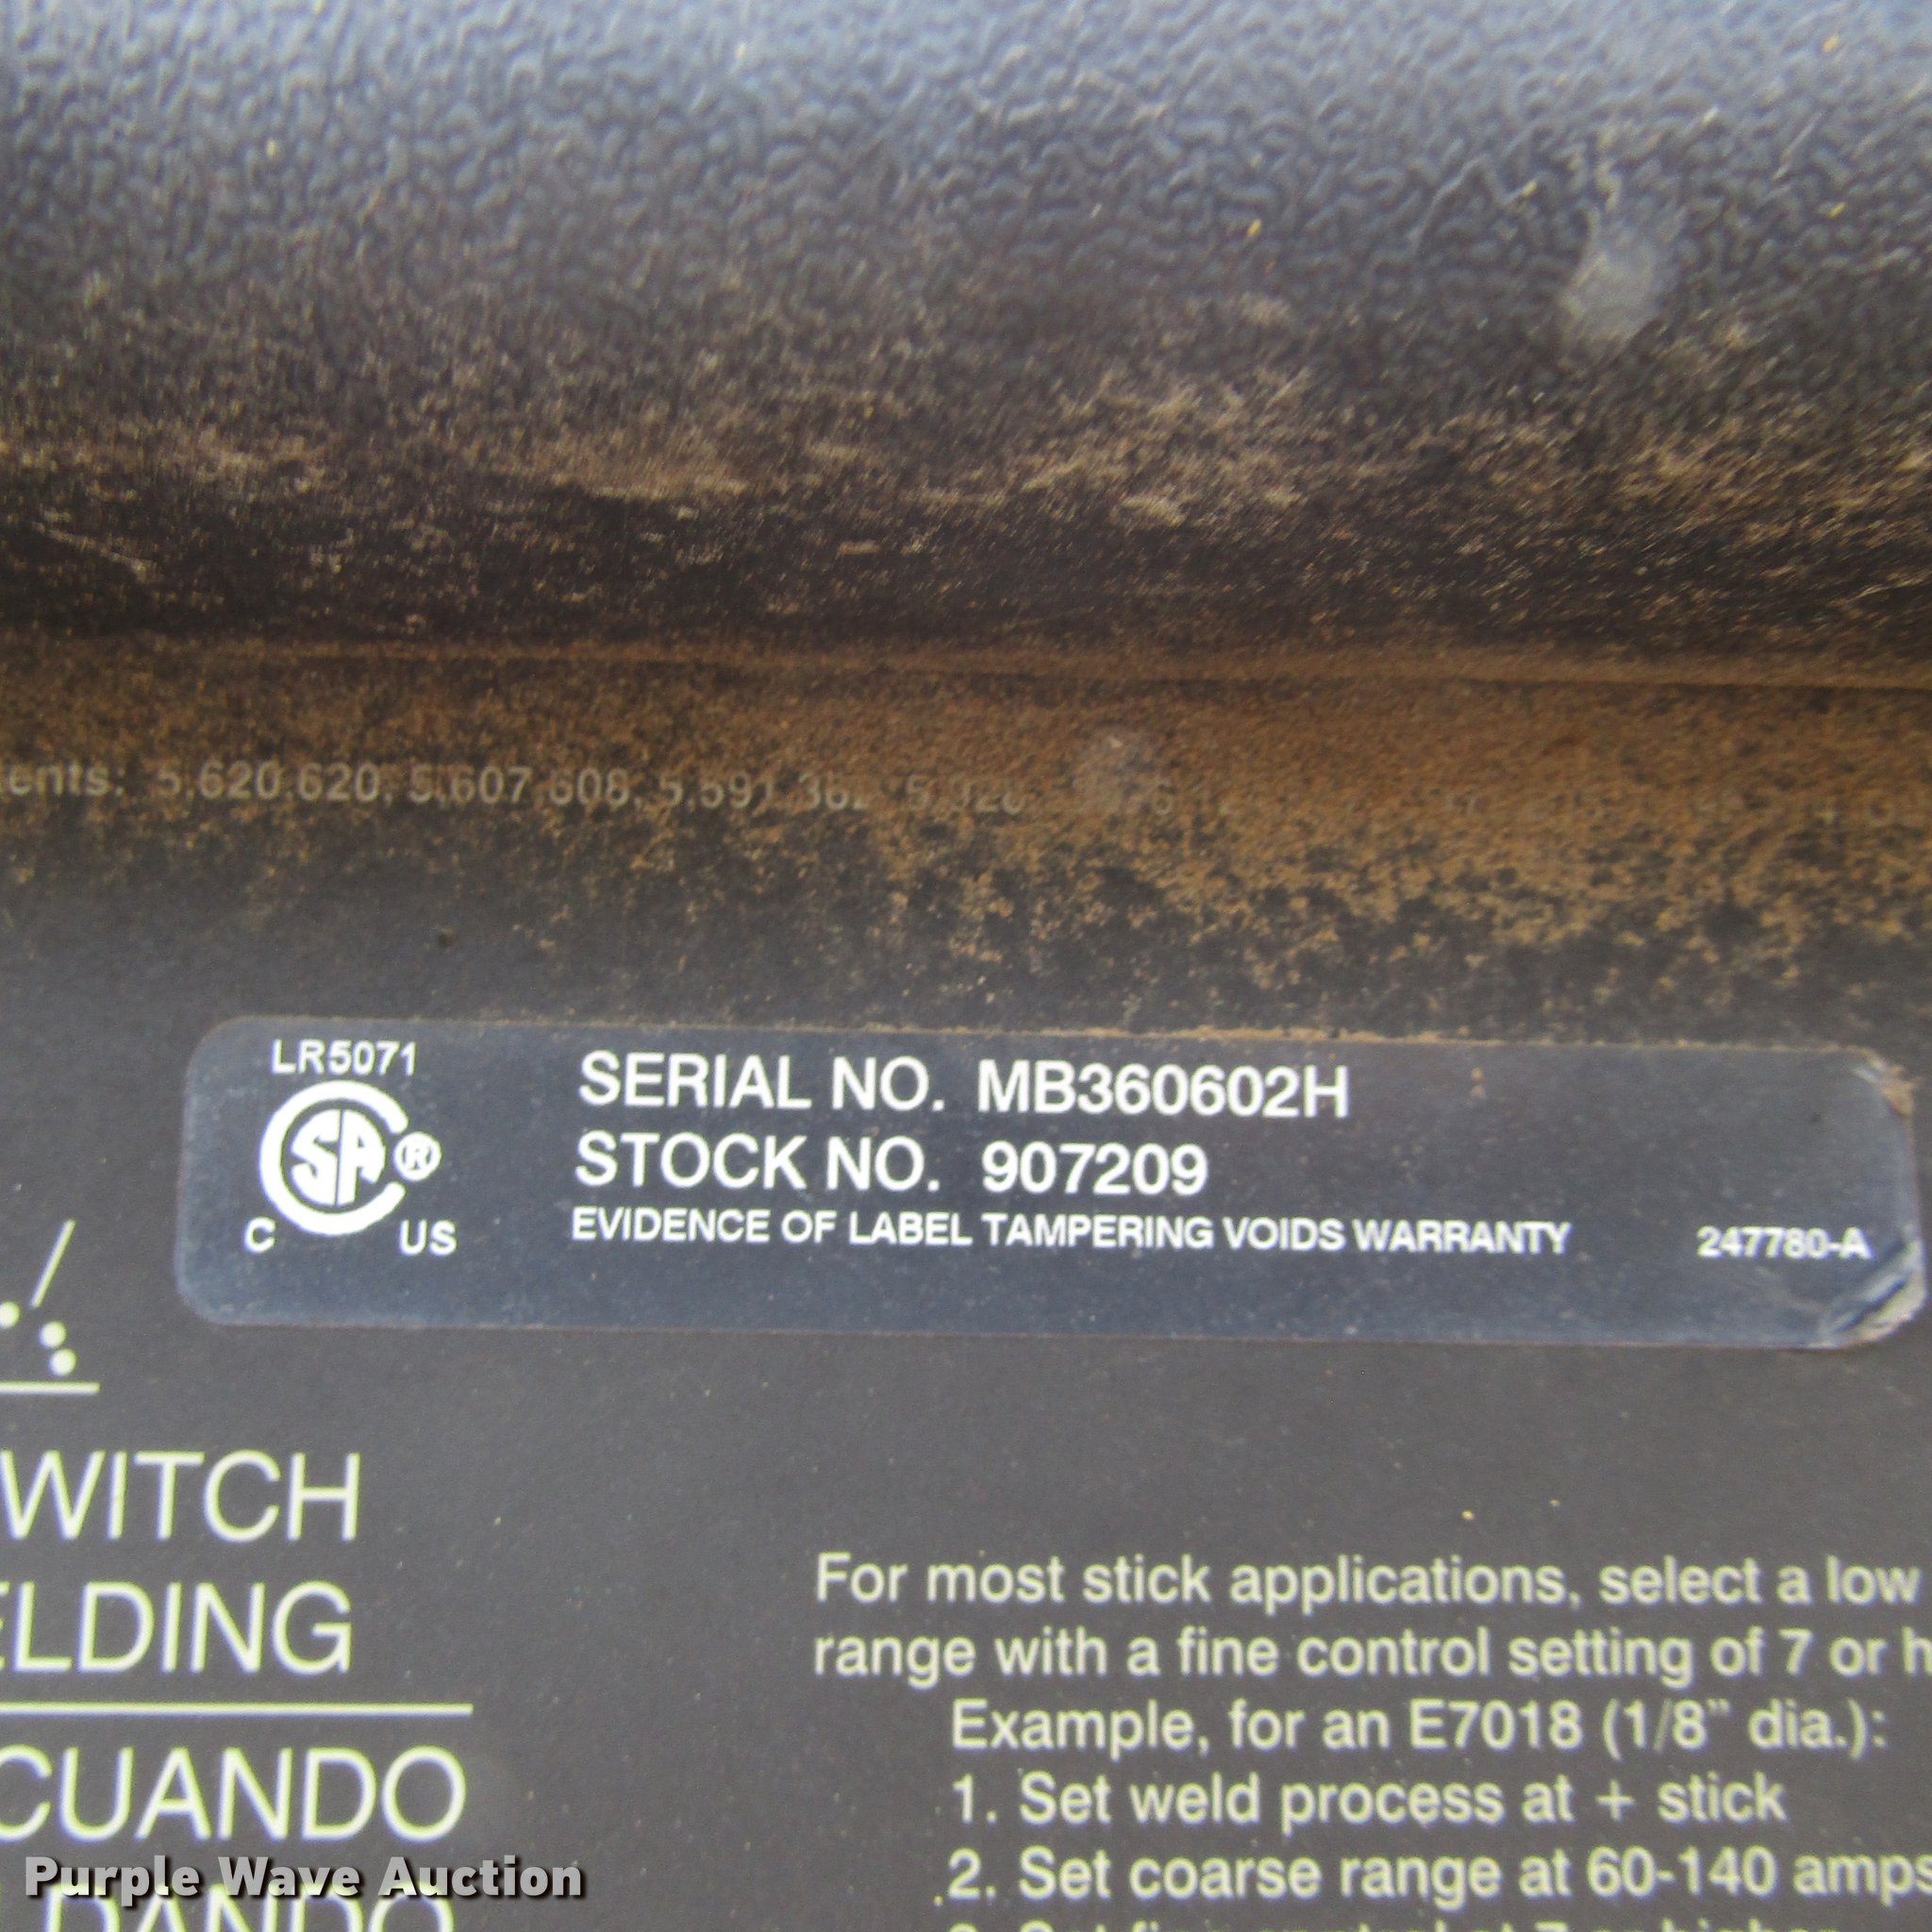 5,620,620, 5,607,608, 5,591,362
LR5071
SA®
C US
SERIAL NO. MB360602H
STOCK NO. 907209
EVIDENCE OF LABEL TAMPERING VOIDS WARRANTY
247780-A
WITCH
ELDING
CUANDO
DANDO
For most stick applications, select a low
range with a fine control setting of 7 or h
Example, for an E7018 (1/8” dia.):
1. Set weld process at + stick
2. Set coarse range at 60-140 amps
Purple Wave Auction